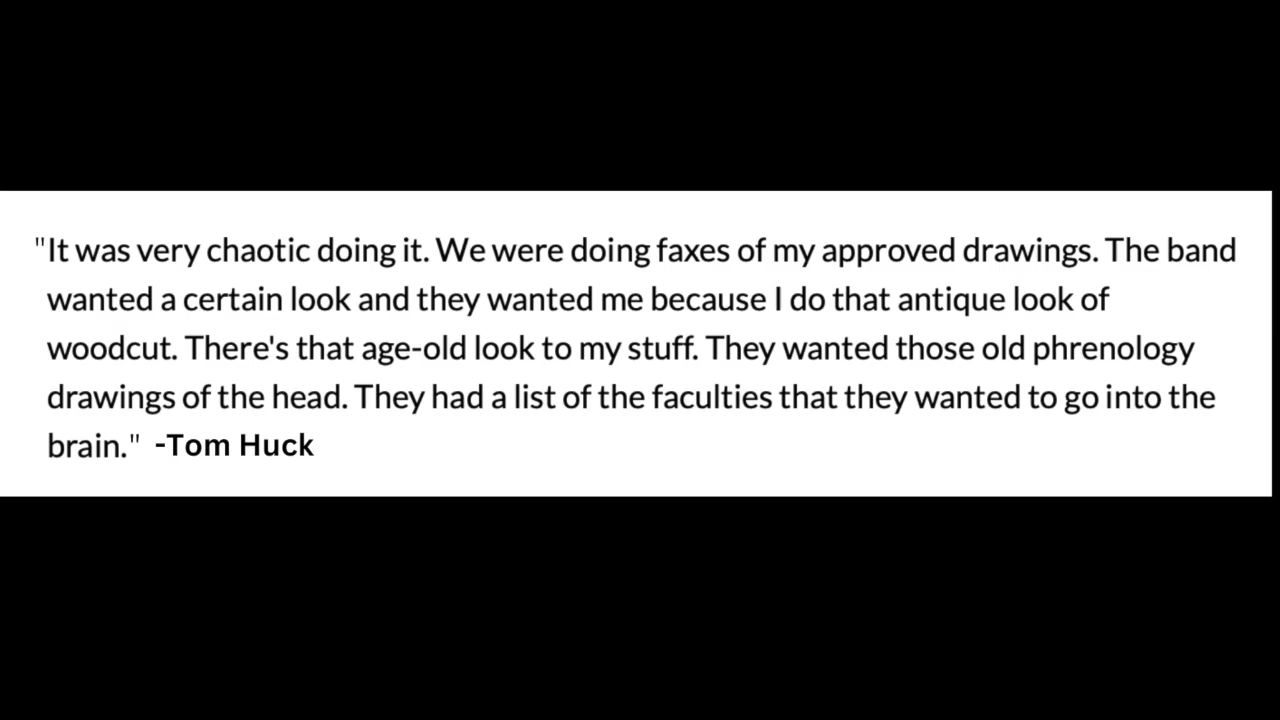 "It was very chaotic doing it. We were doing faxes of my approved drawings. The band
wanted a certain look and they wanted me because I do that antique look of
woodcut. There's that age-old look to my stuff. They wanted those old phrenology
drawings of the head. They had a list of the faculties that they wanted to go into the
brain." -Tom Huck